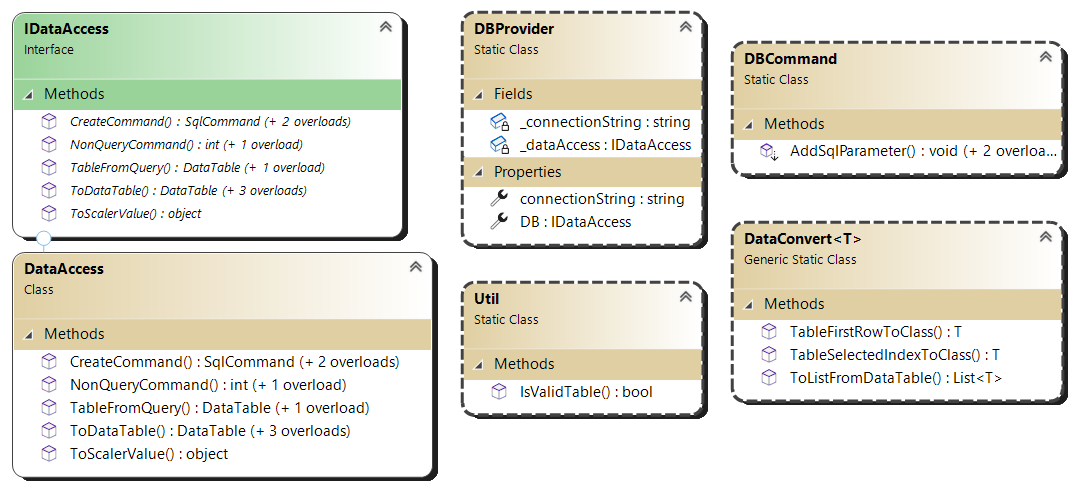 IDataAccess
Interface
Methods
CreateCommand() : SqlCommand (+ 2 overloads)
NonQueryCommand() : int (+ 1 overload)
TableFromQuery() : DataTable (+ 1 overload)
ToDataTable() : DataTable (+ 3 overloads)
ToScalerValue() : object
DataAccess
Class
Methods
CreateCommand() : SqlCommand (+ 2 overloads)
NonQueryCommand() : int (+ 1 overload)
TableFromQuery() : DataTable (+ 1 overload)
ToDataTable() : DataTable (+ 3 overloads)
ToScalerValue() : object
DBProvider
Static Class
Fields
_connectionString : string
_dataAccess : IDataAccess
Properties
connectionString : string
DB : IDataAccess
Util
Static Class
Methods
IsValidTable() : bool
DBCommand
Static Class
Methods
AddSqlParameter() : void (+ 2 overloa...
DataConvert<T>
Generic Static Class
Methods
TableFirstRowToClass() : T
TableSelectedIndexToClass() : T
ToListFromDataTable() : List<T>